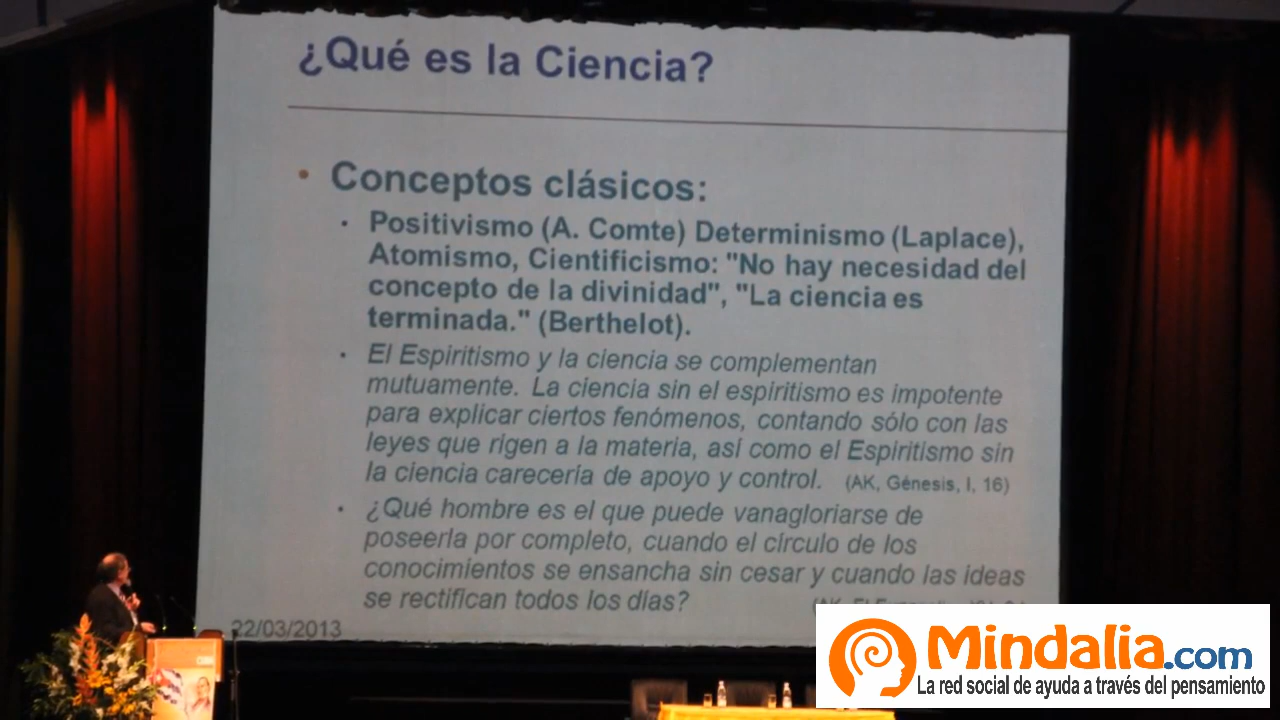 ¿Qué es la Ciencia?
• Conceptos clásicos:
• Positivismo (A. Comte) Determinismo (Laplace),
Atomismo, Cientificismo: "No hay necesidad del
concepto de la divinidad", "La ciencia es
terminada." (Berthelot).
• El Espiritismo y la ciencia se complementan
mutuamente. La ciencia sin el espiritismo es impotente
para explicar ciertos fenómenos, contando sólo con las
leyes que rigen a la materia, así como el Espiritismo sin
la ciencia carecería de apoyo y control. (AK, Génesis, I, 16)
• ¿Qué hombre es el que puede vanagloriarse de
poseerla por completo, cuando el círculo de los
conocimientos se ensancha sin cesar y cuando las ideas
se rectifican todos los días?
22/03/2013
Mindalia.com
La red social de ayuda a través del pensamiento